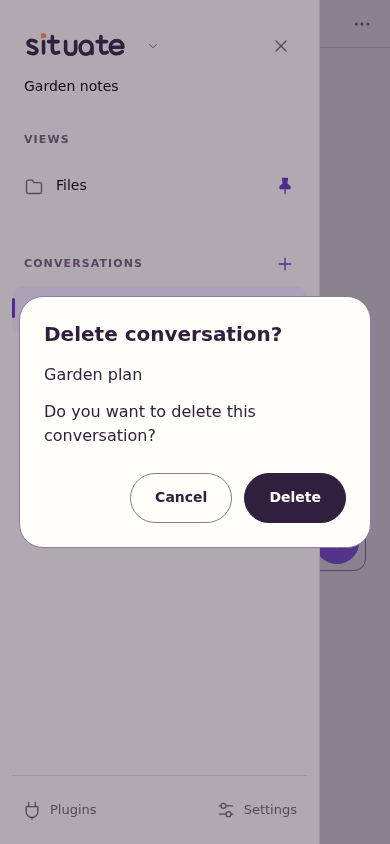 situate
Garden notes
VIEWS
Files
CONVERSATIONS
Delete conversation?
Garden plan
Do you want to delete this
conversation?
Cancel
Delete
Plugins
Settings